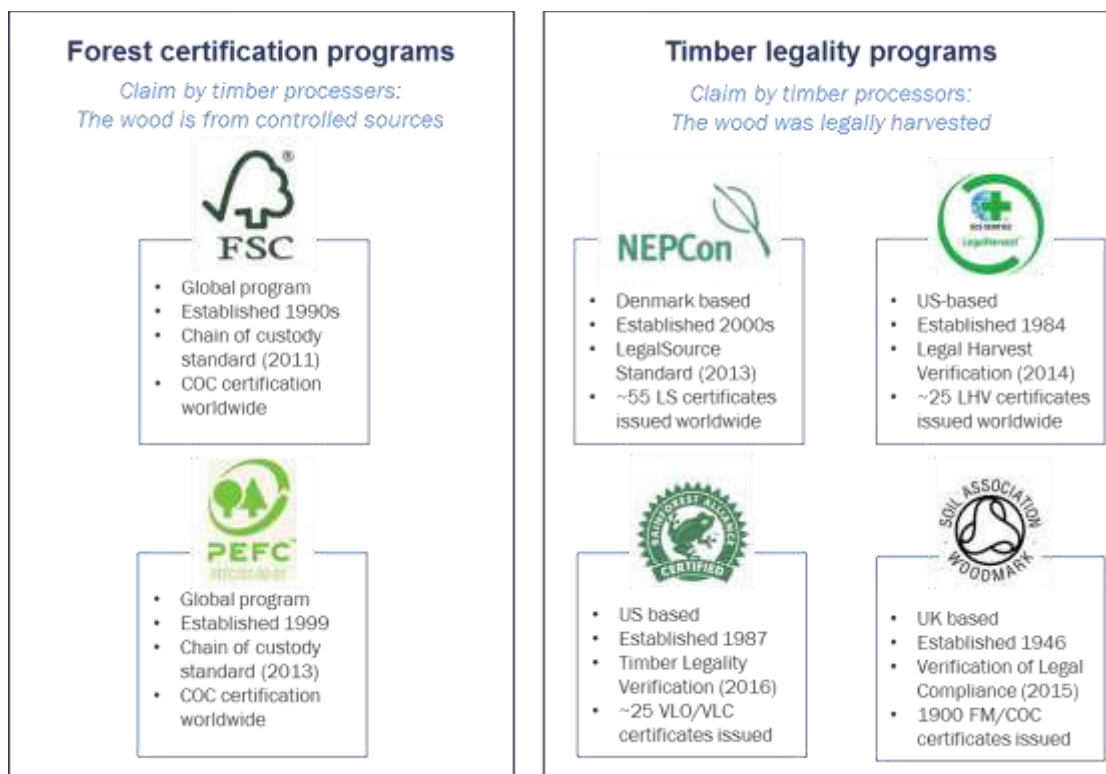 Forest certification programs
Claim by timber processers:
The wood is from controlled sources
®
FSC
• Global program
• Established 1990s
• Chain of custody
standard (2011)
• COC certification
worldwide
PEFC
• Global program
• Established 1999
• Chain of custody
standard (2013)
• COC certification
worldwide
Timber legality programs
Claim by timber processors:
The wood was legally harvested
NEPCon
• Denmark based
• Established 2000s
• LegalSource
Standard (2013)
• ~55 LS certificates
issued worldwide
LegalHarvest
• US-based
• Established 1984
• Legal Harvest
Verification (2014)
• ~25 LHV certificates
issued worldwide
RAINFOREST ALLIANCE
CERTIFIED
• US based
• Established 1987
• Timber Legality
Verification (2016)
• ~25 VLO/VLC
certificates issued
SOIL ASSOCIATION
WOODMARK
• UK based
• Established 1946
• Verification of Legal
Compliance (2015)
• 1900 FM/COC
certificates issued